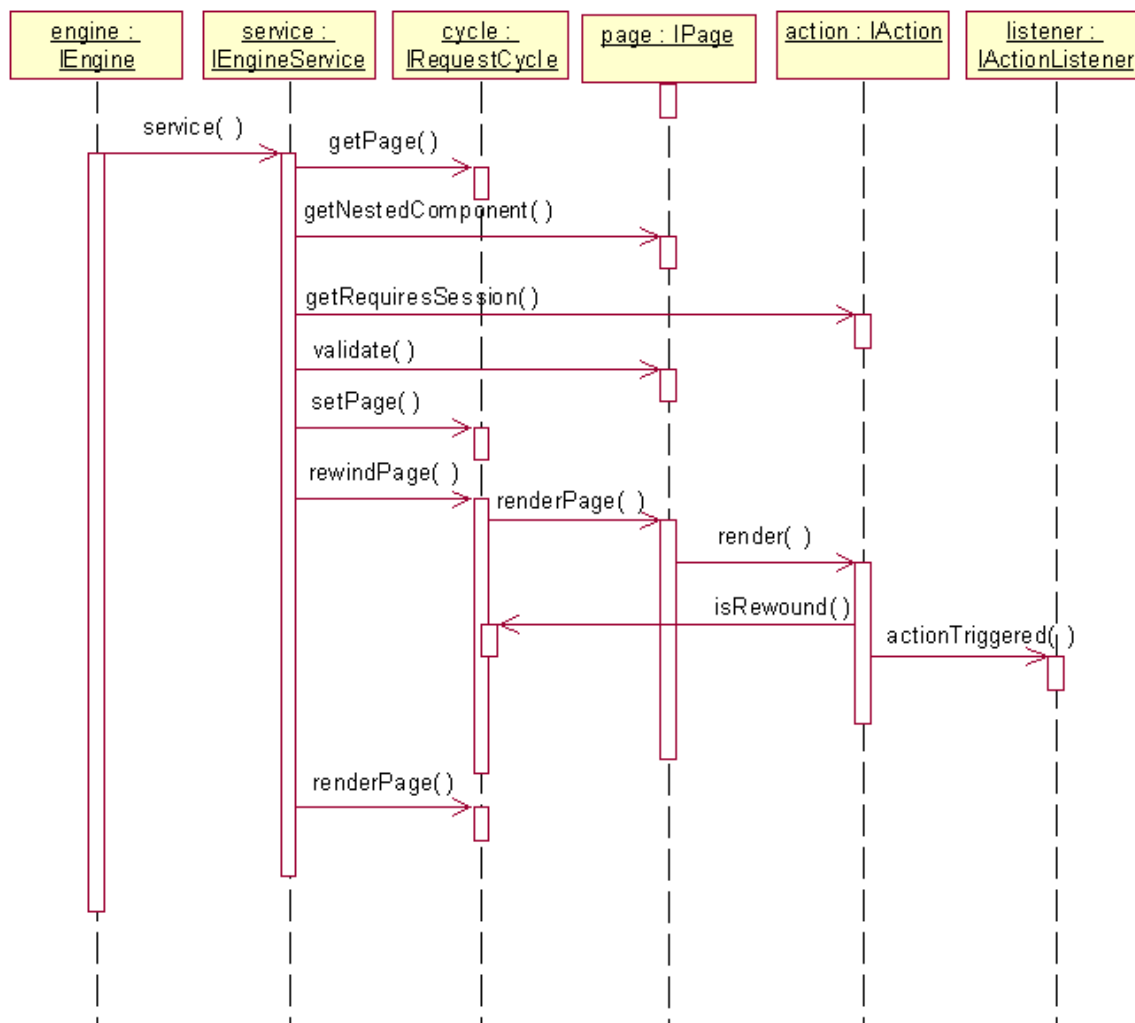 engine :
IEngine
service :
IEngineService
cycle :
IRequestCycle
page : IPage
action : IAction
listener :
IActionListener
service( )
getPage( )
getNestedComponent( )
getRequiresSession( )
validate( )
setPage( )
rewindPage( )
renderPage( )
render( )
isRewound( )
actionTriggered( )
renderPage( )